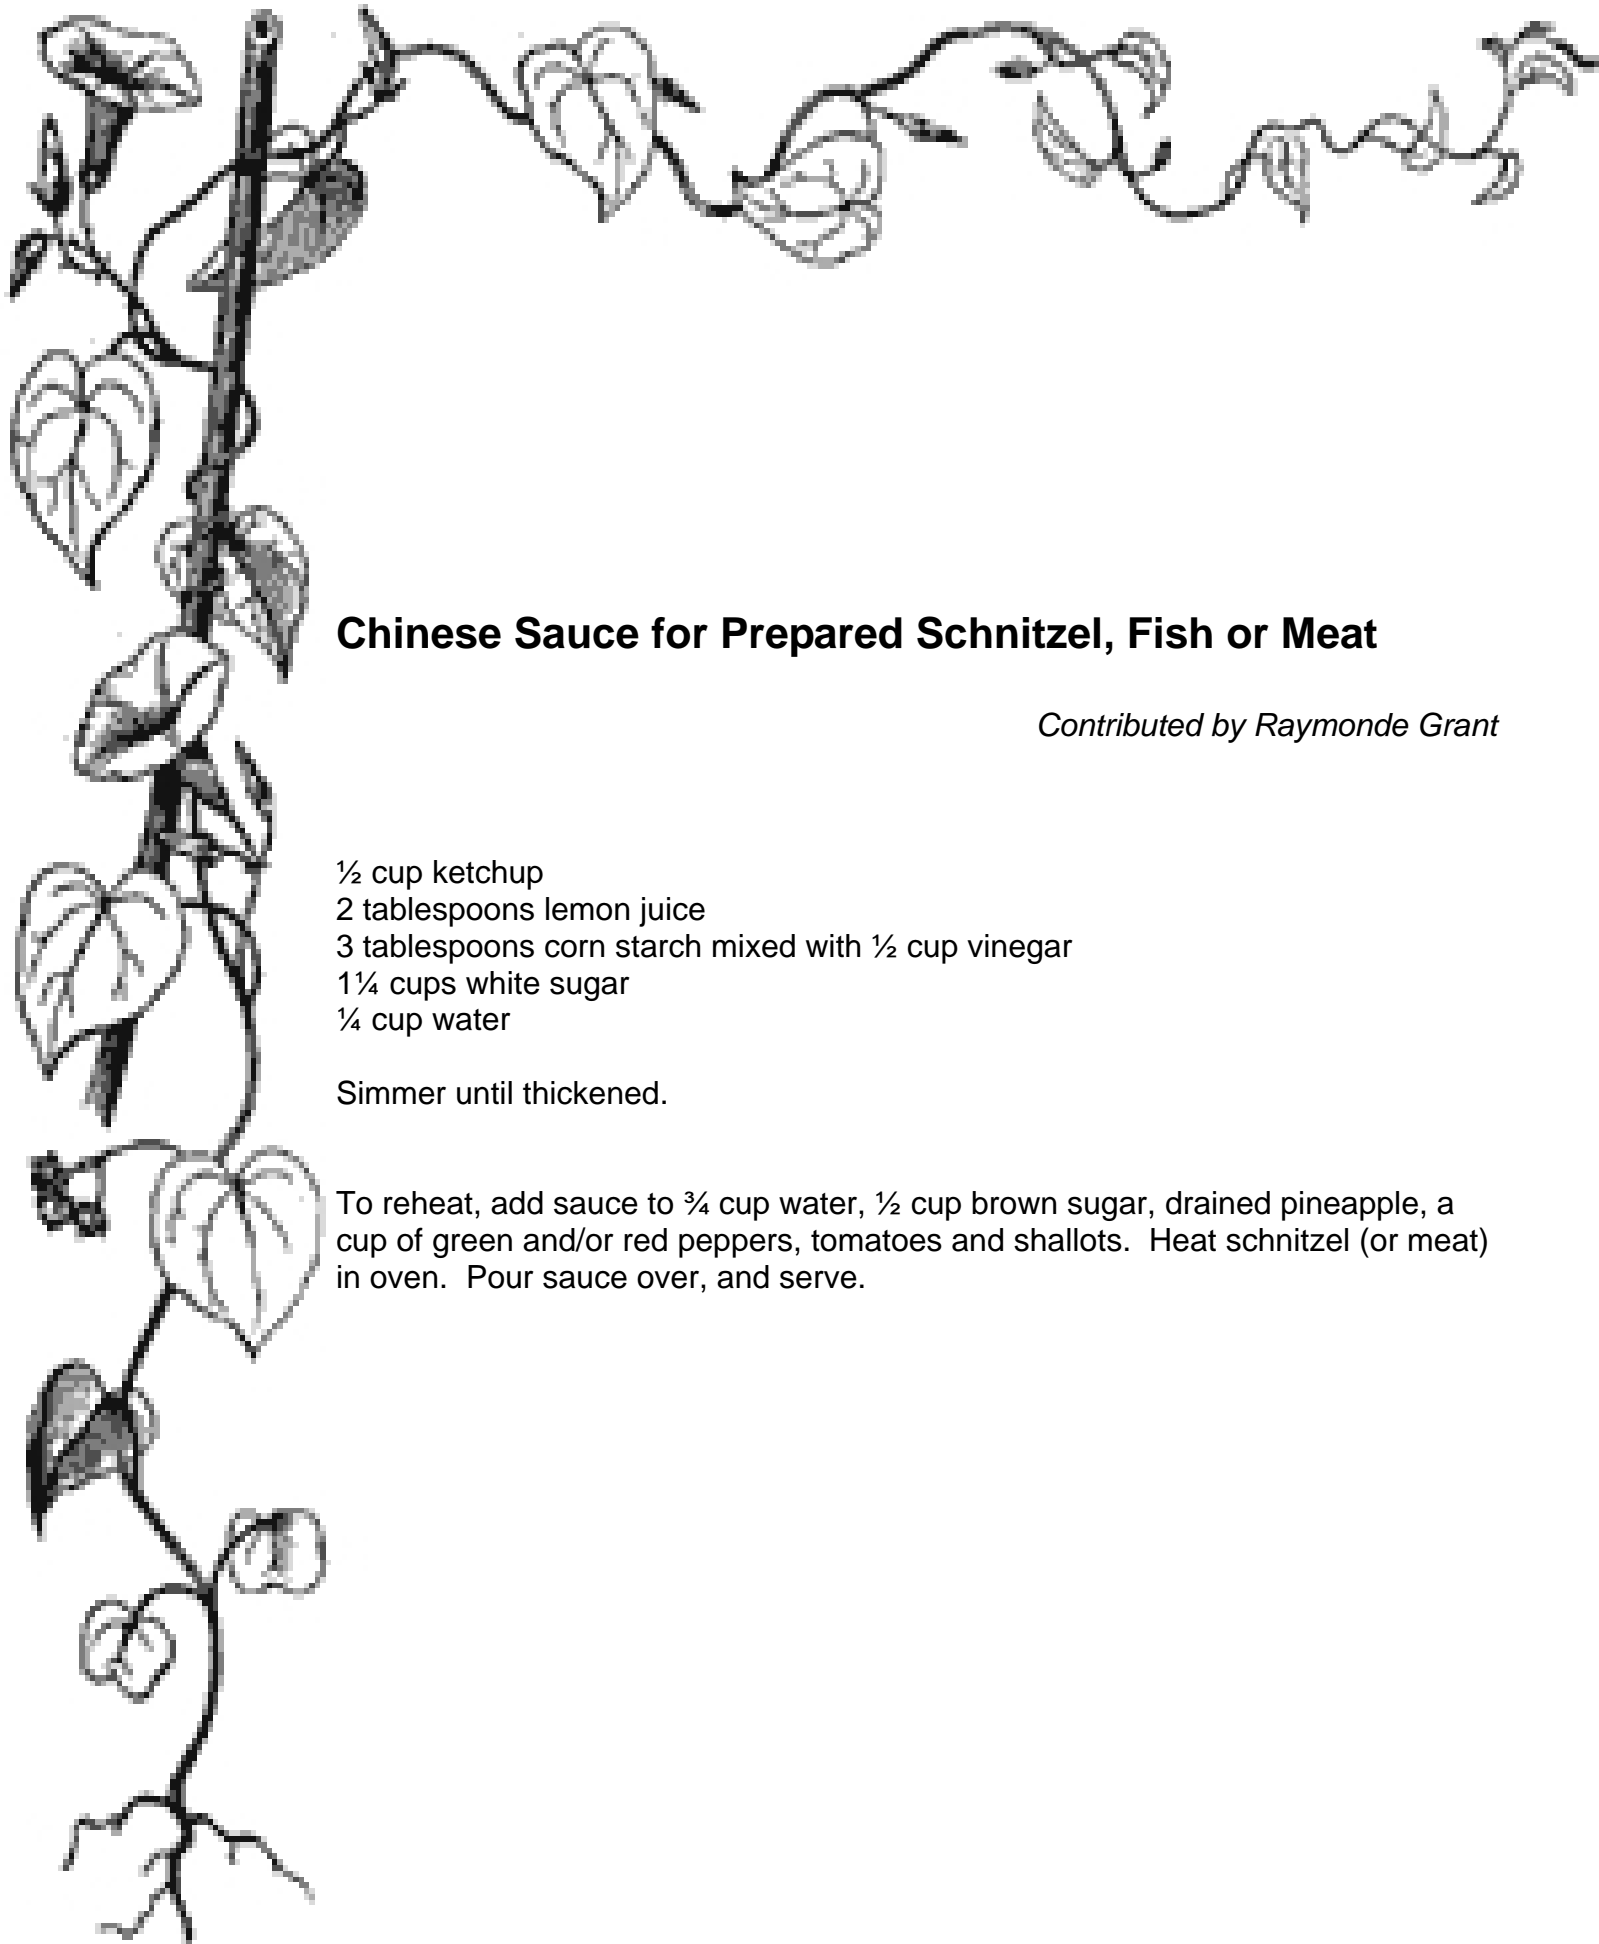 Chinese Sauce for Prepared Schnitzel, Fish or Meat
Contributed by Raymonde Grant
½ cup ketchup
2 tablespoons lemon juice
3 tablespoons corn starch mixed with ½ cup vinegar
1¼ cups white sugar
¼ cup water
Simmer until thickened.
To reheat, add sauce to ¾ cup water, ½ cup brown sugar, drained pineapple, a
cup of green and/or red peppers, tomatoes and shallots.  Heat schnitzel (or meat)
in oven.  Pour sauce over, and serve.